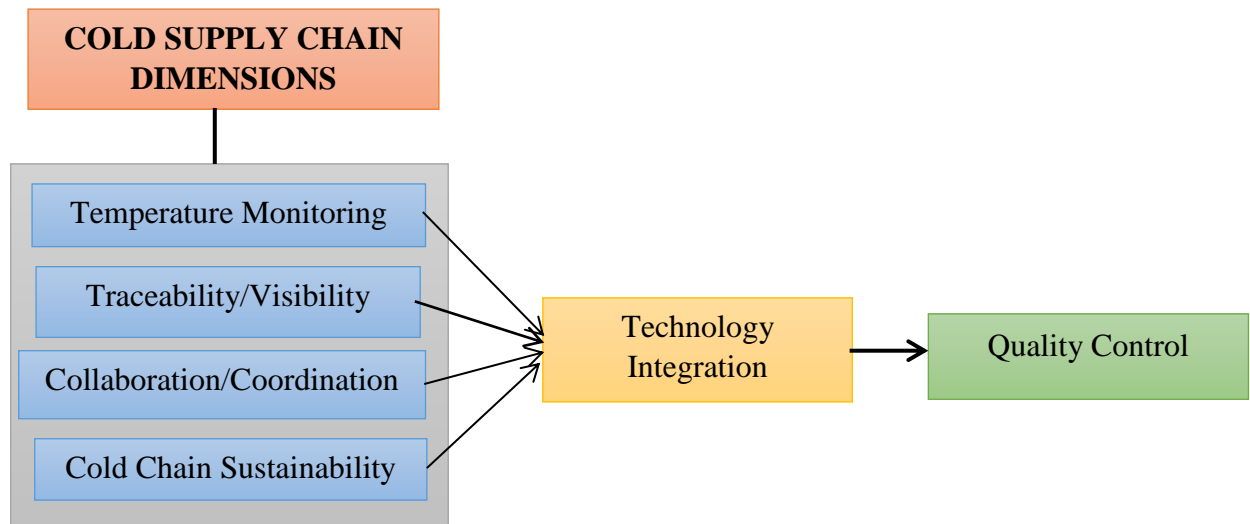 COLD SUPPLY CHAIN
DIMENSIONS
Temperature Monitoring
Traceability/Visibility
Collaboration/Coordination
Cold Chain Sustainability
Technology
Integration
Quality Control